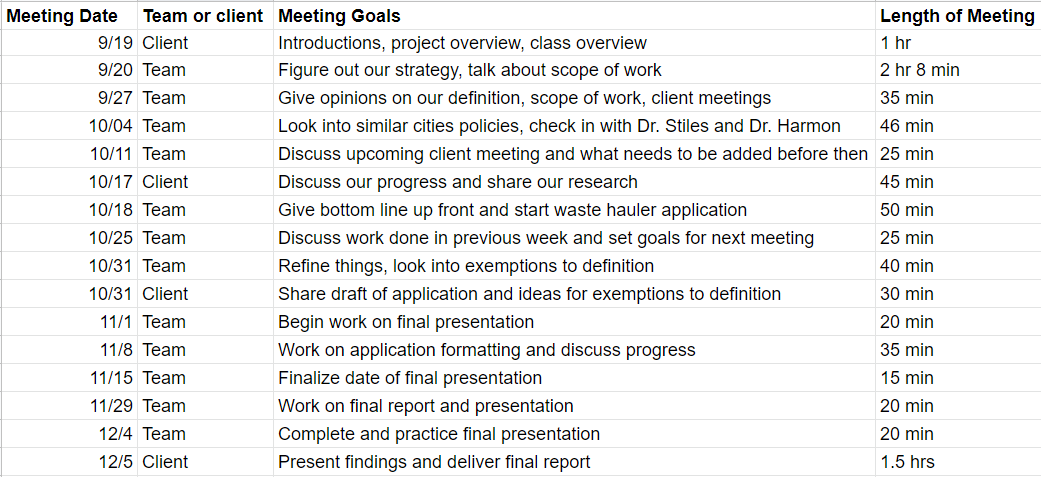 Meeting Date Team or client Meeting Goals Length of Meeting
9/19 Client Introductions, project overview, class overview 1 hr
9/20 Team Figure out our strategy, talk about scope of work 2 hr 8 min
9/27 Team Give opinions on our definition, scope of work, client meetings 35 min
10/04 Team Look into similar cities policies, check in with Dr. Stiles and Dr. Harmon 46 min
10/11 Team Discuss upcoming client meeting and what needs to be added before then 25 min
10/17 Client Discuss our progress and share our research 45 min
10/18 Team Give bottom line up front and start waste hauler application 50 min
10/25 Team Discuss work done in previous week and set goals for next meeting 25 min
10/31 Team Refine things, look into exemptions to definition 40 min
10/31 Client Share draft of application and ideas for exemptions to definition 30 min
11/1 Team Begin work on final presentation 20 min
11/8 Team Work on application formatting and discuss progress 35 min
11/15 Team Finalize date of final presentation 15 min
11/29 Team Work on final report and presentation 20 min
12/4 Team Complete and practice final presentation 20 min
12/5 Client Present findings and deliver final report 1.5 hrs